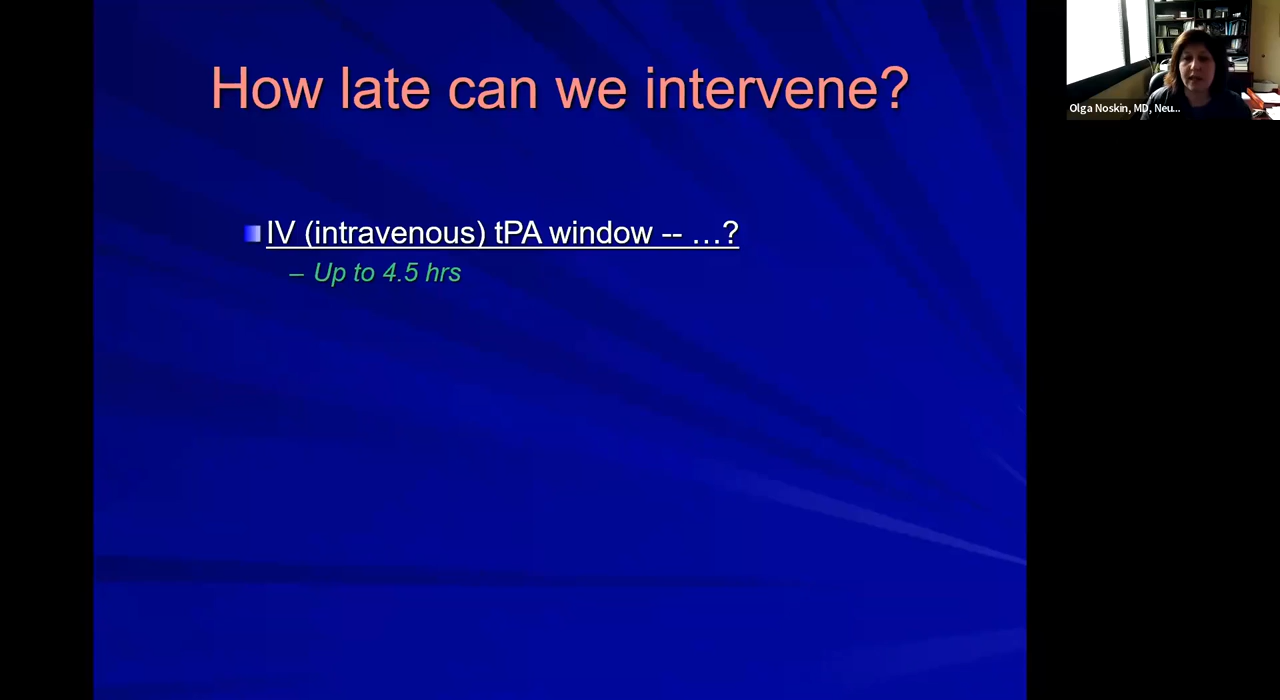 How late can we intervene?
IV (intravenous) tPA window -- …?
– Up to 4.5 hrs
Olga Noskin, MD, Neu...